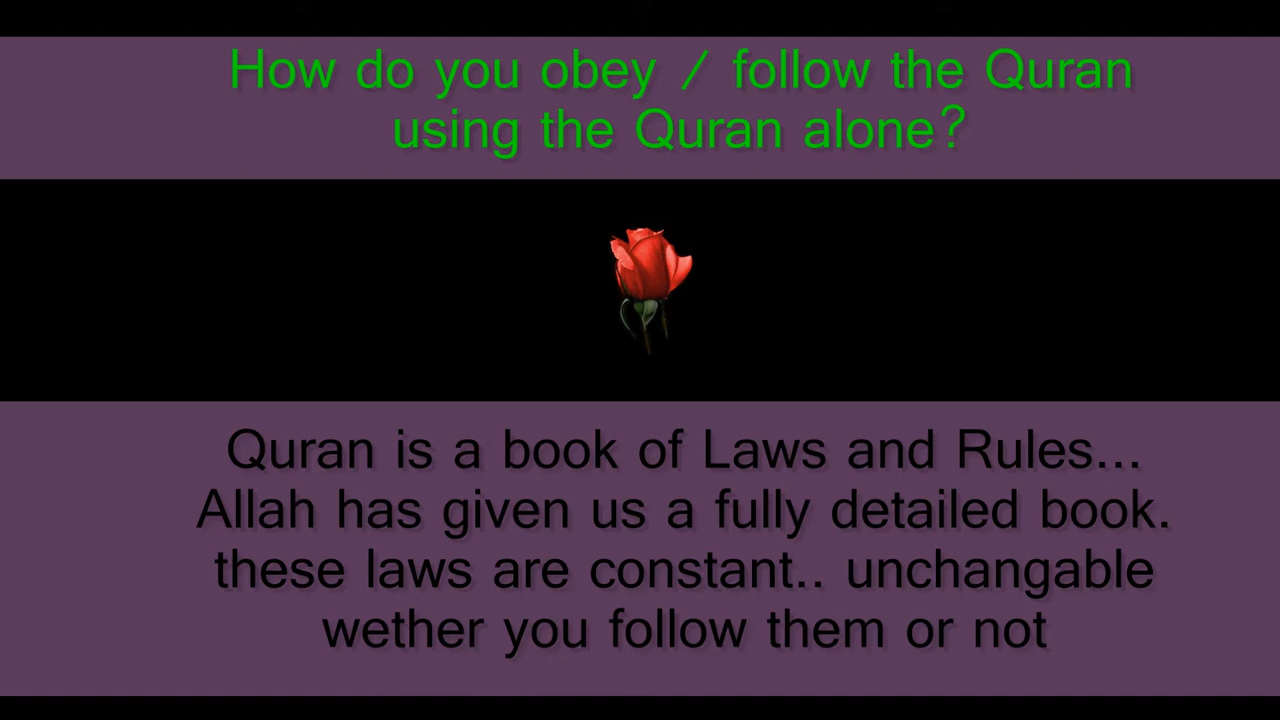 How do you obey / follow the Quran
using the Quran alone?
Quran is a book of Laws and Rules...
Allah has given us a fully detailed book.
these laws are constant.. unchangable
wether you follow them or not